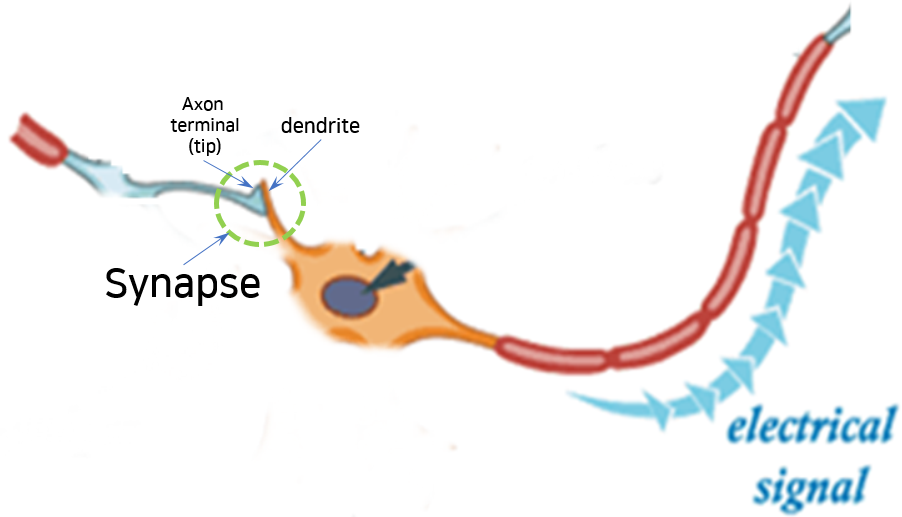 Axon
terminal
(tip)
dendrite
Synapse
electrical
signal